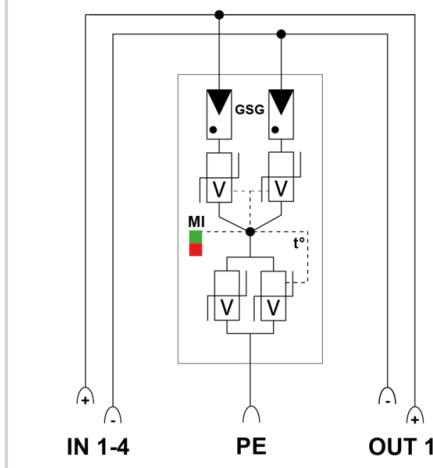 GSG
V V
MI
t°
V V
+ - - +
IN 1-4 PE OUT 1